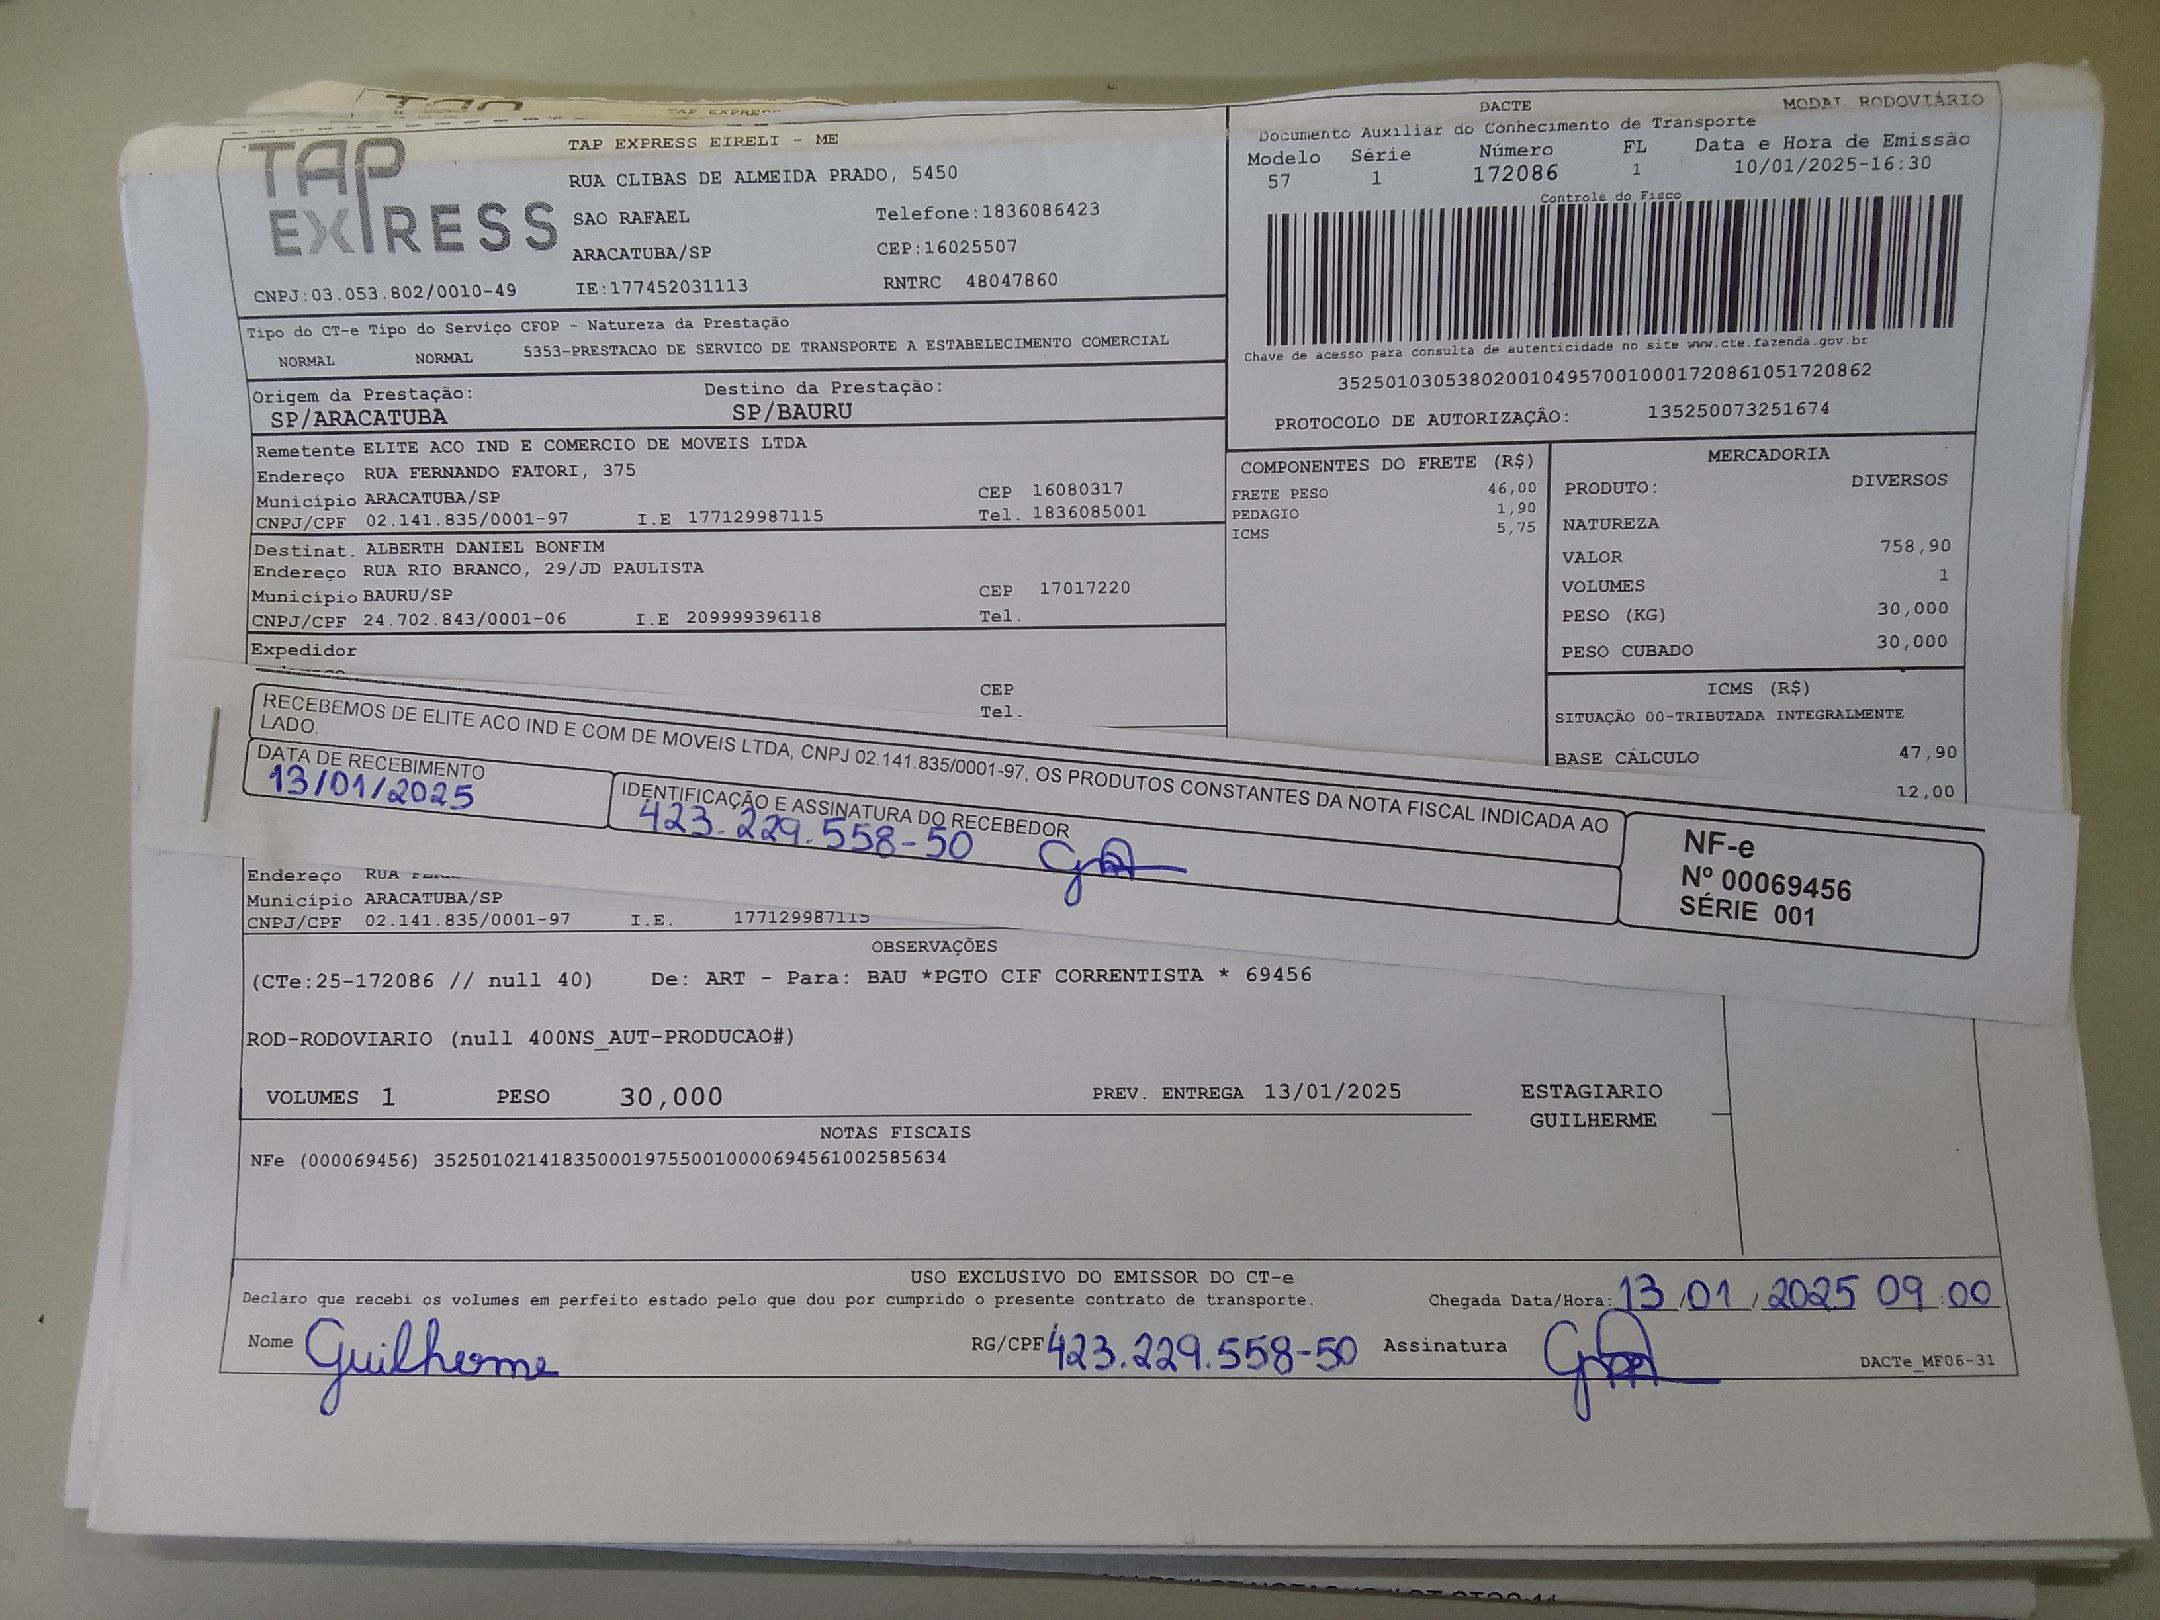 TAP EXPRESS
TAP EXPRESS EIRELI - ME
RUA CLIBAS DE ALMEIDA PRADO, 5450
SAO RAFAEL Telefone:1836086423
ARACATUBA/SP CEP:16025507
CNPJ:03.053.802/0010-49 IE:177452031113 RNTRC 48047860
DACTE MODAL RODOVIÁRIO
Documento Auxiliar do Conhecimento de Transporte
Modelo Série Número FL Data e Hora de Emissão
57 1 172086 1 10/01/2025-16:30
Controle do Fisco
Chave de acesso para consulta de autenticidade no site www.cte.fazenda.gov.br
35250103053802001049570010001720861051720862
PROTOCOLO DE AUTORIZAÇÃO: 135250073251674
Tipo do CT-e Tipo do Serviço CFOP - Natureza da Prestação
NORMAL NORMAL 5353-PRESTACAO DE SERVICO DE TRANSPORTE A ESTABELECIMENTO COMERCIAL
Origem da Prestação: Destino da Prestação:
SP/ARACATUBA SP/BAURU
Remetente ELITE ACO IND E COMERCIO DE MOVEIS LTDA
Endereço RUA FERNANDO FATORI, 375
Município ARACATUBA/SP CEP 16080317
CNPJ/CPF 02.141.835/0001-97 I.E 177129987115 Tel. 1836085001
Destinat. ALBERTH DANIEL BONFIM
Endereço RUA RIO BRANCO, 29/JD PAULISTA
Município BAURU/SP CEP 17017220
CNPJ/CPF 24.702.843/0001-06 I.E 209999396118 Tel.
Expedidor
CEP
Tel.
COMPONENTES DO FRETE (R$)
FRETE PESO 46,00
PEDAGIO 1,90
ICMS 5,75
MERCADORIA
PRODUTO: DIVERSOS
NATUREZA
VALOR 758,90
VOLUMES 1
PESO (KG) 30,000
PESO CUBADO 30,000
ICMS (R$)
SITUAÇÃO 00-TRIBUTADA INTEGRALMENTE
BASE CÁLCULO 47,90
12,00
RECEBEMOS DE ELITE ACO IND E COM DE MOVEIS LTDA, CNPJ 02.141.835/0001-97, OS PRODUTOS CONSTANTES DA NOTA FISCAL INDICADA AO
LADO.
DATA DE RECEBIMENTO
13/01/2025
IDENTIFICAÇÃO E ASSINATURA DO RECEBEDOR
423.229.558-50
NF-e
Nº 00069456
SÉRIE 001
Endereço RUA
Município ARACATUBA/SP
CNPJ/CPF 02.141.835/0001-97 I.E. 177129987115
OBSERVAÇÕES
(CTe:25-172086 // null 40) De: ART - Para: BAU *PGTO CIF CORRENTISTA * 69456
ROD-RODOVIARIO (null 400NS_AUT-PRODUCAO#)
VOLUMES 1 PESO 30,000 PREV. ENTREGA 13/01/2025 ESTAGIARIO
GUILHERME
NOTAS FISCAIS
NFe (000069456) 35250102141835000197550010000694561002585634
USO EXCLUSIVO DO EMISSOR DO CT-e
Declaro que recebi os volumes em perfeito estado pelo que dou por cumprido o presente contrato de transporte. Chegada Data/Hora: 13/01/2025 09:00
Nome Guilherme RG/CPF 423.229.558-50 Assinatura
DACTe_MF06-31